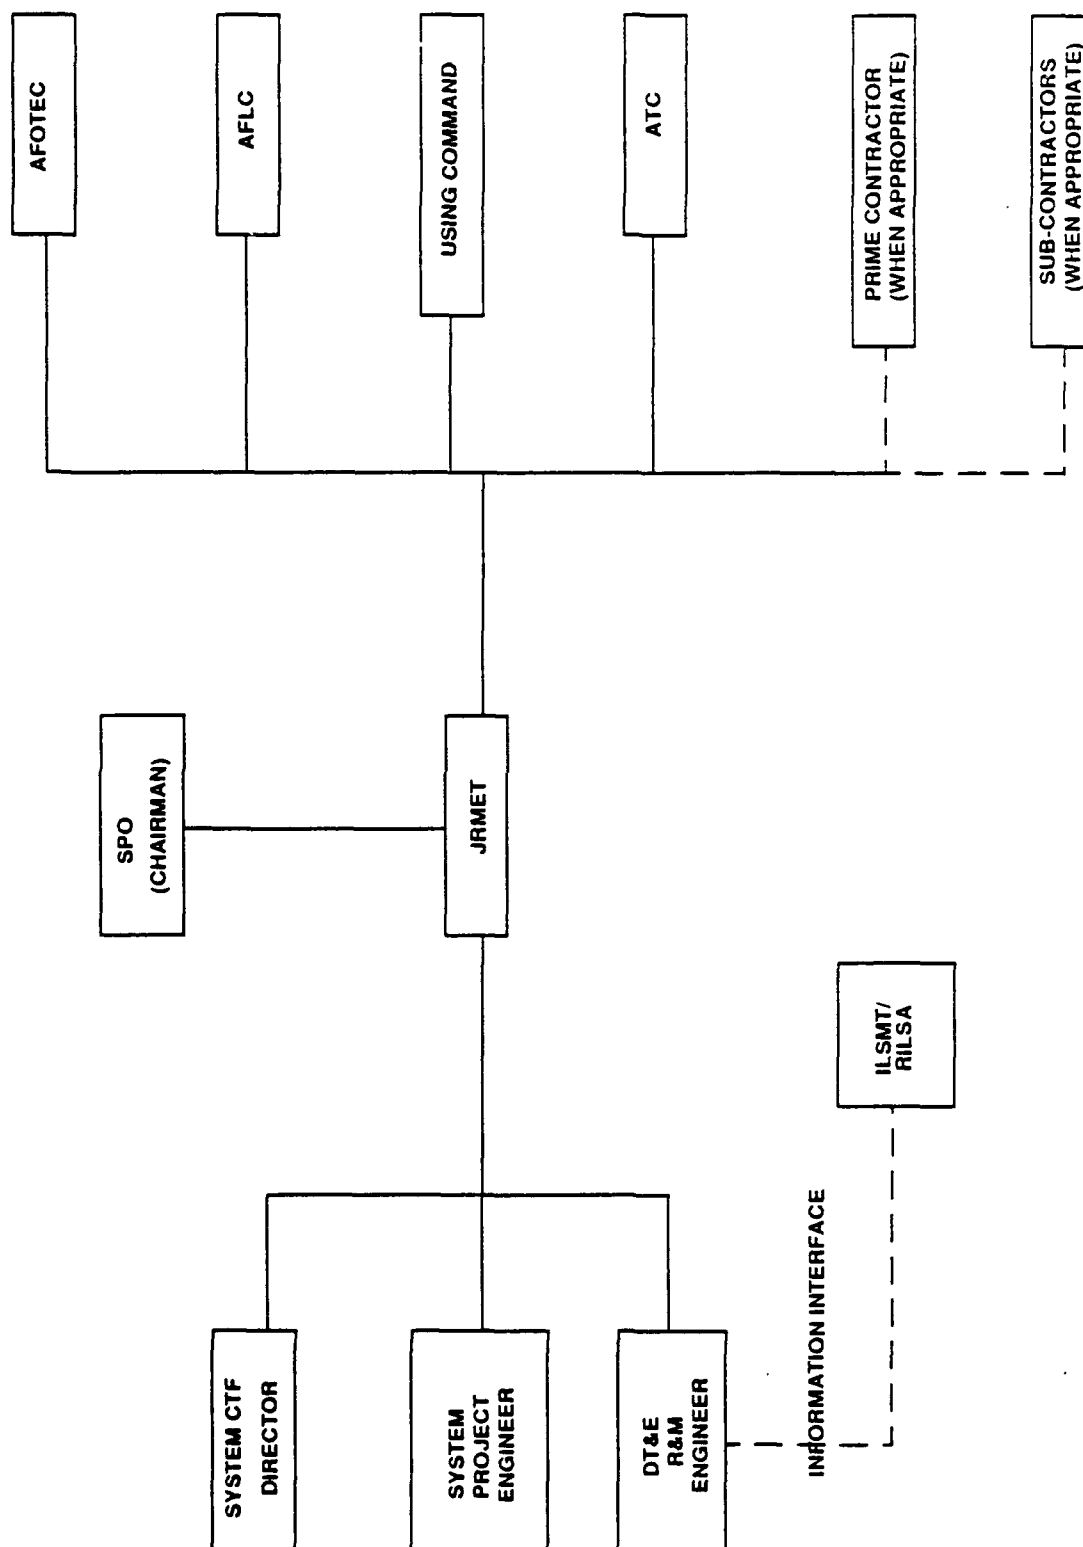 SYSTEM CTF
DIRECTOR
SYSTEM
PROJECT
ENGINEER
DT&E
R&M
ENGINEER
INFORMATION INTERFACE
ILSMT/
RILSA
SPO
(CHAIRMAN)
JRMET
AFOTEC
AFLC
USING COMMAND
ATC
PRIME CONTRACTOR
(WHEN APPROPRIATE)
SUB-CONTRACTORS
(WHEN APPROPRIATE)